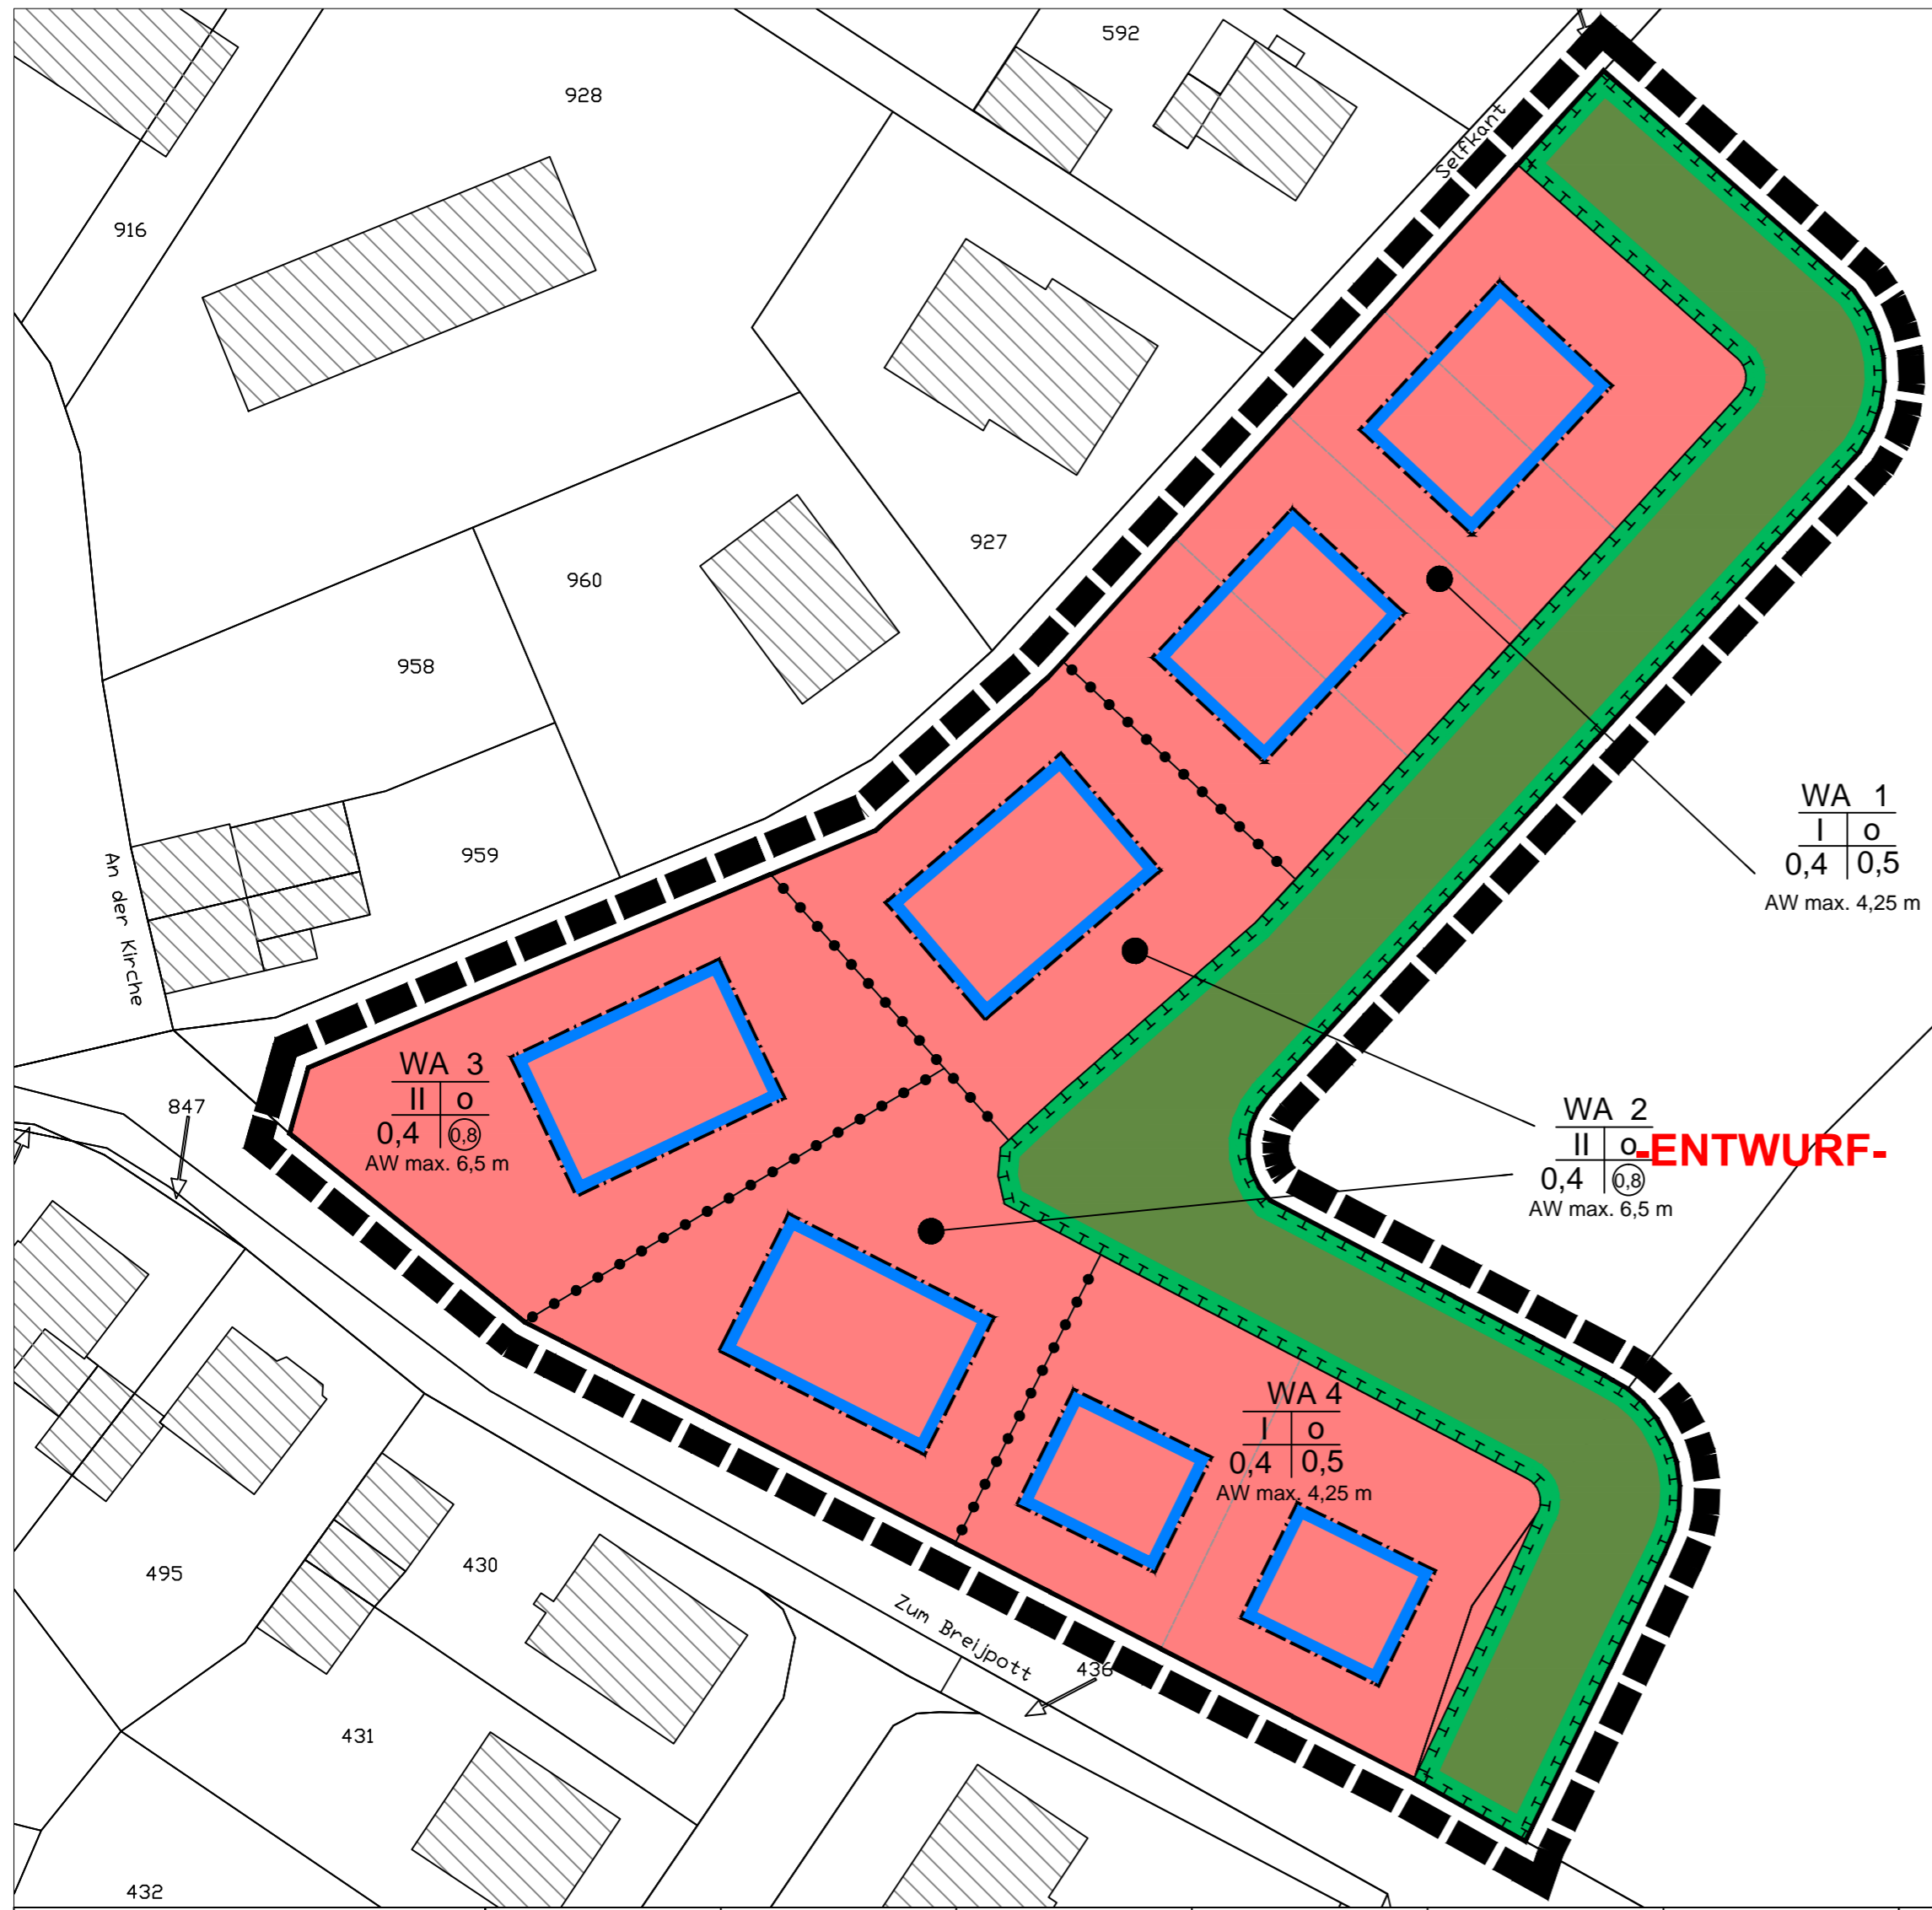 592
928
Selfkant
916
927
960
958
WA 1
I o
0,4 0,5
AW max. 4,25 m
959
An der Kirche
WA 3
II o
0,4 0,8
AW max. 6,5 m
847
WA 2
II o
-ENTWURF-
0,4 0,8
AW max. 6,5 m
WA 4
I o
0,4 0,5
AW max. 4,25 m
495
430
Zum Breijpott
436
431
432